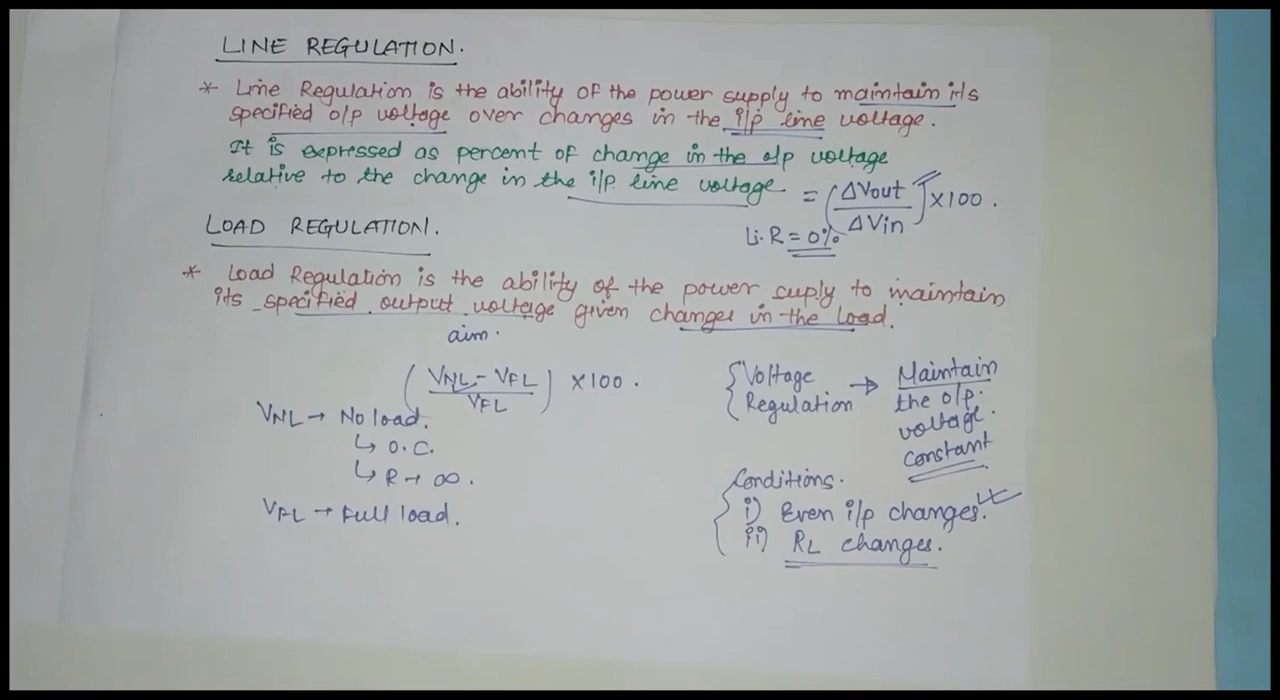 LINE REGULATION.
* Line Regulation is the ability of the power supply to maintain its
specified o/p voltage over changes in the i/p line voltage.
It is expressed as percent of change in the o/p voltage
relative to the change in the i/p line voltage = (ΔVout / ΔVin) × 100.
Li.R = 0%
LOAD REGULATION.
* Load Regulation is the ability of the power suply to maintain
its specified output voltage given changes in the load.
aim.
(VNL - VFL / VFL) × 100.
VNL → No load.
↳ O.C.
↳ R → ∞.
VFL → Full load.
{Voltage Regulation → Maintain
the o/p.
voltage.
constant
Conditions.
i) Even i/p changes.
ii) RL changes.